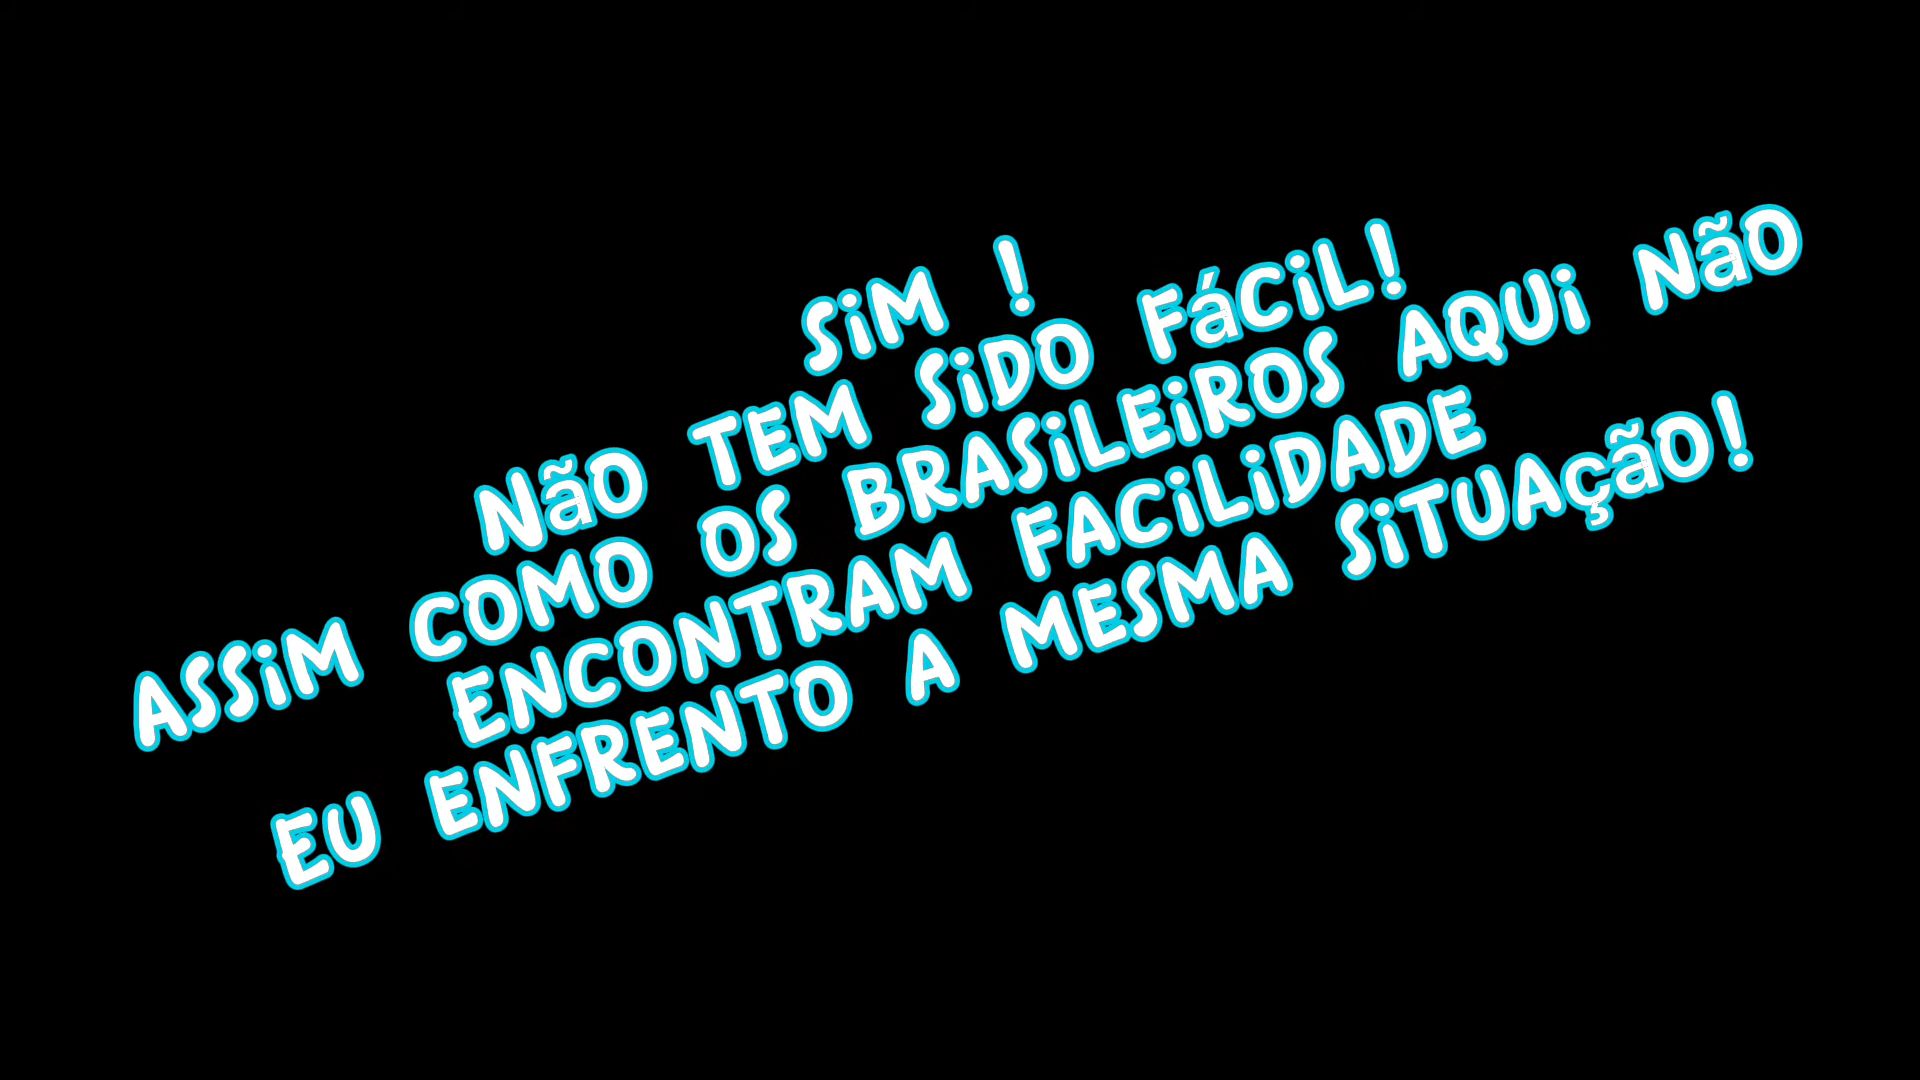 SIM !
NÃO TEM SIDO FÁCIL!
ASSIM COMO OS BRASILEIROS AQUI NÃO
ENCONTRAM FACILIDADE
EU ENFRENTO A MESMA SITUAÇÃO!